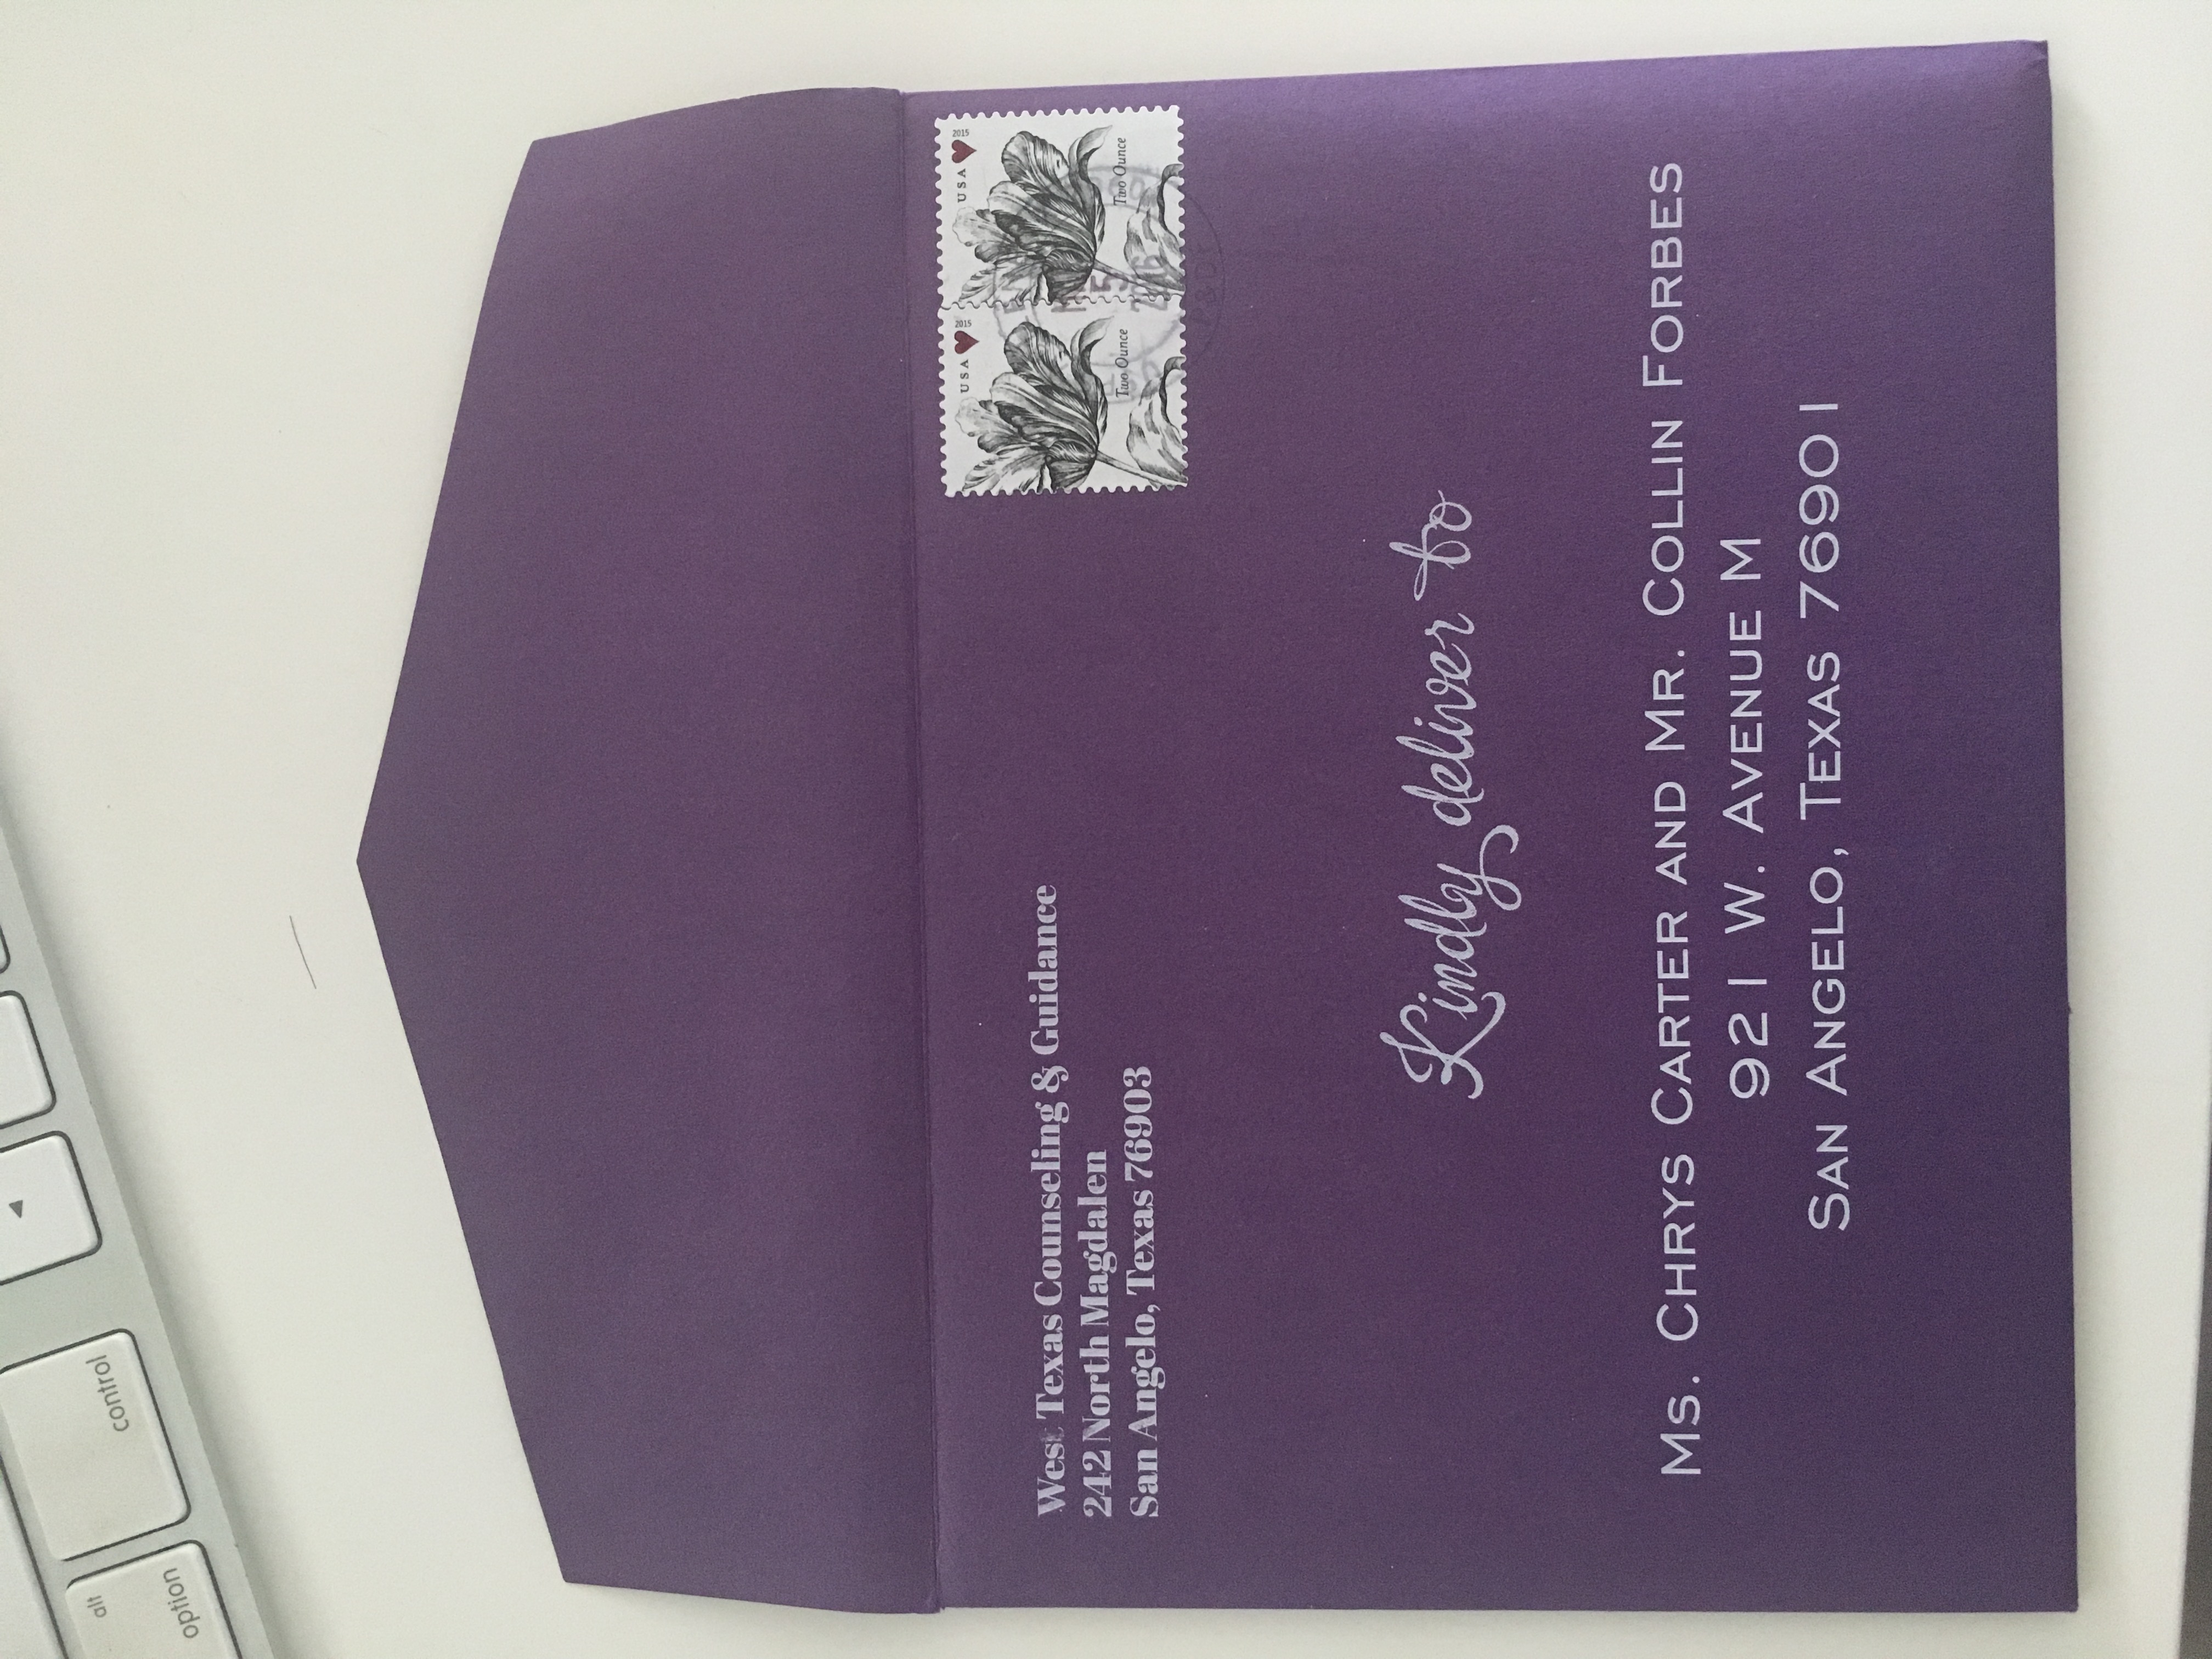 West Texas Counseling & Guidance
242 North Magdalen
San Angelo, Texas 76903
USA 2015
Two Ounce
USA 2015
Two Ounce
Kindly deliver to
Ms. Chrys Carter and Mr. Collin Forbes
921 W. Avenue M
San Angelo, Texas 76901
control
alt
option